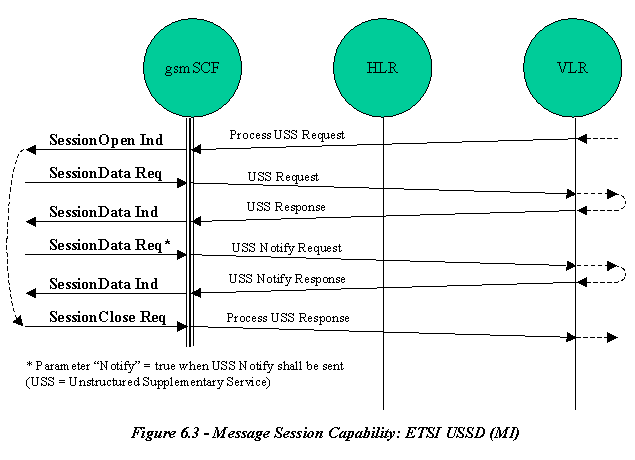 gsmSCF
HLR
VLR
SessionOpen Ind
Process USS Request
SessionData Req
USS Request
SessionData Ind
USS Response
SessionData Req*
USS Notify Request
SessionData Ind
USS Notify Response
SessionClose Req
Process USS Response
* Parameter “Notify” = true when USS Notify shall be sent
(USS = Unstructured Supplementary Service)
Figure 6.3 - Message Session Capability: ETSI USSD (MI)